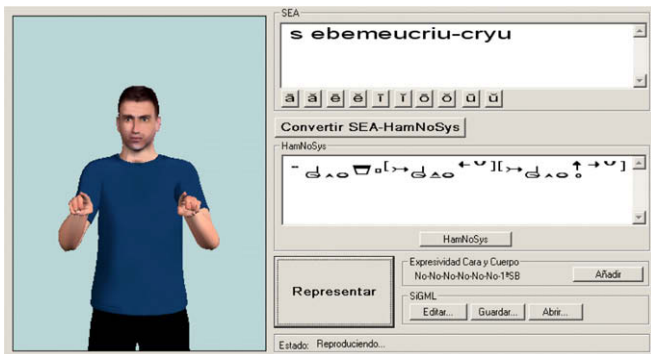 SEA
s ebemeucriu-cryu
ā ă ē ĕ ī ĭ ō ŏ ū ŭ
Convertir SEA-HamNoSys
HamNoSys
HamNoSys
Representar
Expresividad Cara y Cuerpo
No-No-No-No-No-No-1ªSB
Añadir
SiGML
Editar... Guardar... Abrir...
Estado: Reproduciendo...